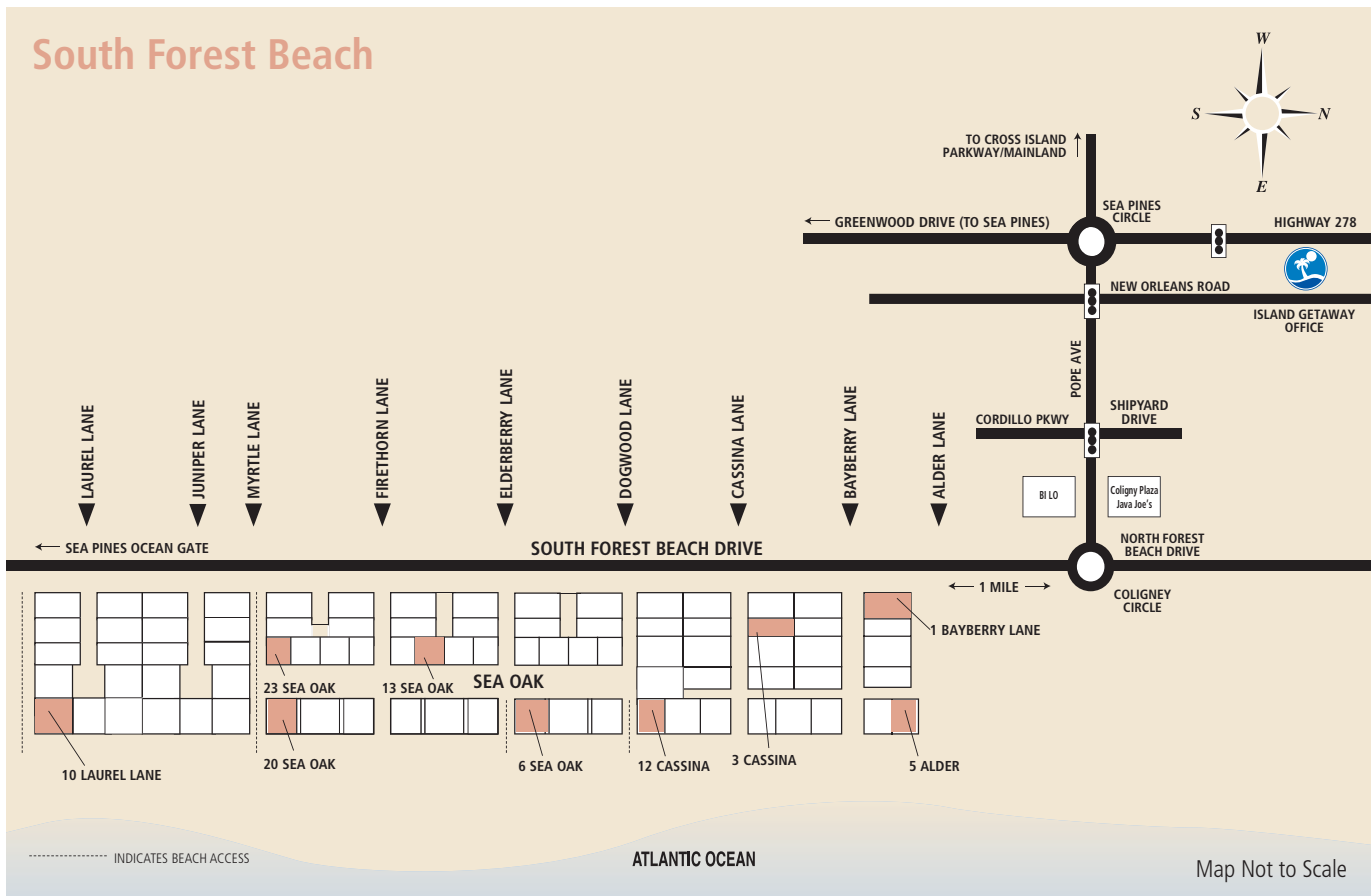 South Forest Beach
W
S
N
E
TO CROSS ISLAND
PARKWAY/MAINLAND
SEA PINES
CIRCLE
GREENWOOD DRIVE (TO SEA PINES)
HIGHWAY 278
NEW ORLEANS ROAD
ISLAND GETAWAY
OFFICE
POPE AVE
CORDILLO PKWY
SHIPYARD
DRIVE
LAUREL LANE
JUNIPER LANE
MYRTLE LANE
FIRETHORN LANE
ELDERBERRY LANE
DOGWOOD LANE
CASSINA LANE
BAYBERRY LANE
ALDER LANE
BI LO
Coligny Plaza
Java Joe's
SEA PINES OCEAN GATE
SOUTH FOREST BEACH DRIVE
NORTH FOREST
BEACH DRIVE
1 MILE
COLIGNEY
CIRCLE
1 BAYBERRY LANE
23 SEA OAK
13 SEA OAK
SEA OAK
10 LAUREL LANE
20 SEA OAK
6 SEA OAK
12 CASSINA
3 CASSINA
5 ALDER
INDICATES BEACH ACCESS
ATLANTIC OCEAN
Map Not to Scale